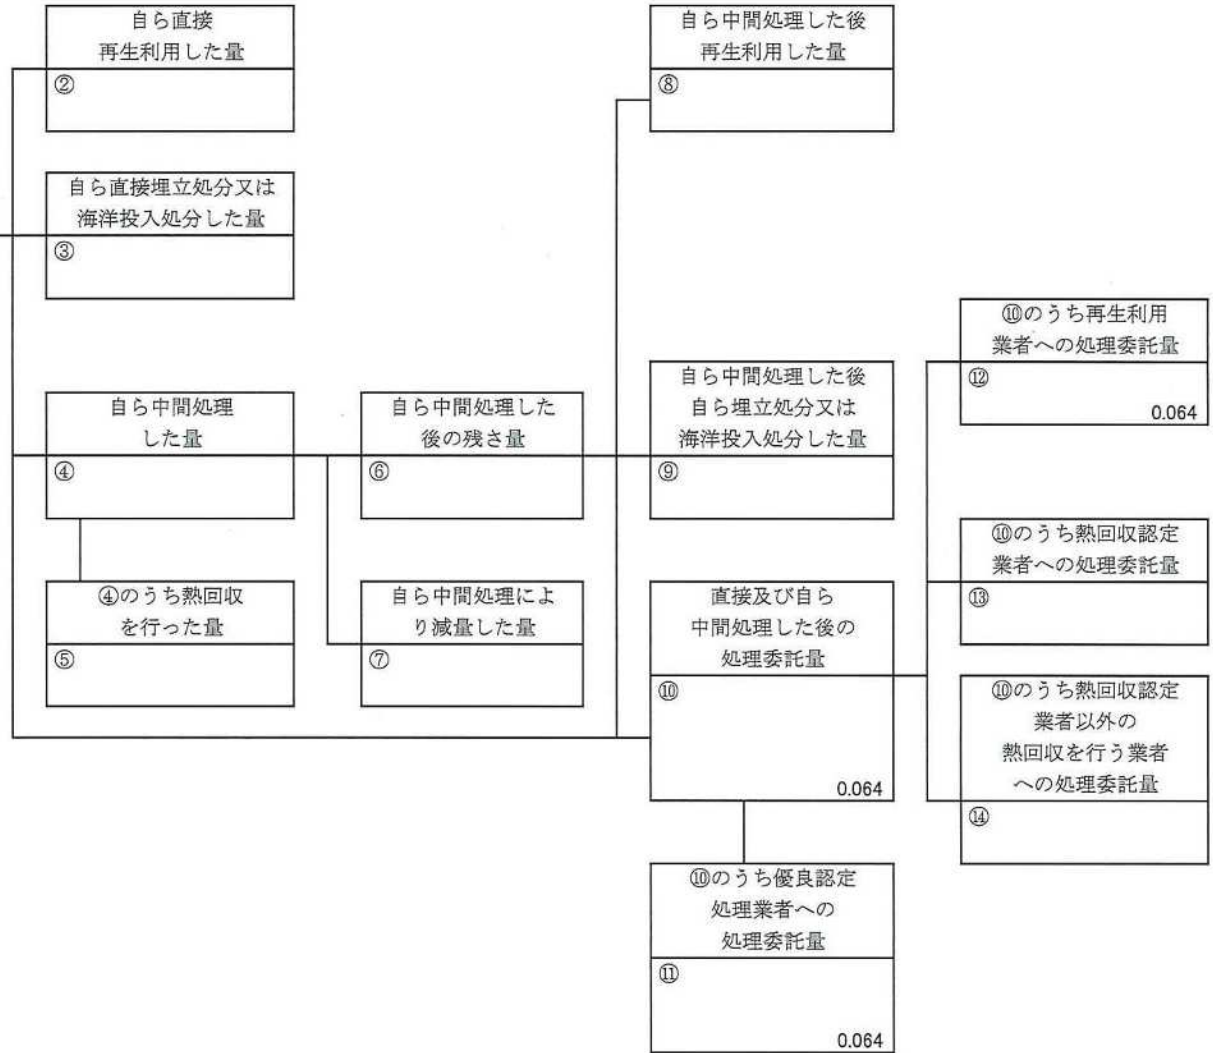 自ら直接
再生利用した量
②
自ら中間処理した後
再生利用した量
⑧
自ら直接埋立処分又は
海洋投入処分した量
③
⑩のうち再生利用
業者への処理委託量
⑫
0.064
自ら中間処理
した量
④
自ら中間処理した
後の残さ量
⑥
自ら中間処理した後
自ら埋立処分又は
海洋投入処分した量
⑨
⑩のうち熱回収認定
業者への処理委託量
⑬
④のうち熱回収
を行った量
⑤
自ら中間処理によ
り減量した量
⑦
直接及び自ら
中間処理した後の
処理委託量
⑩
0.064
⑩のうち熱回収認定
業者以外の
熱回収を行う業者
への処理委託量
⑭
⑩のうち優良認定
処理業者への
処理委託量
⑪
0.064